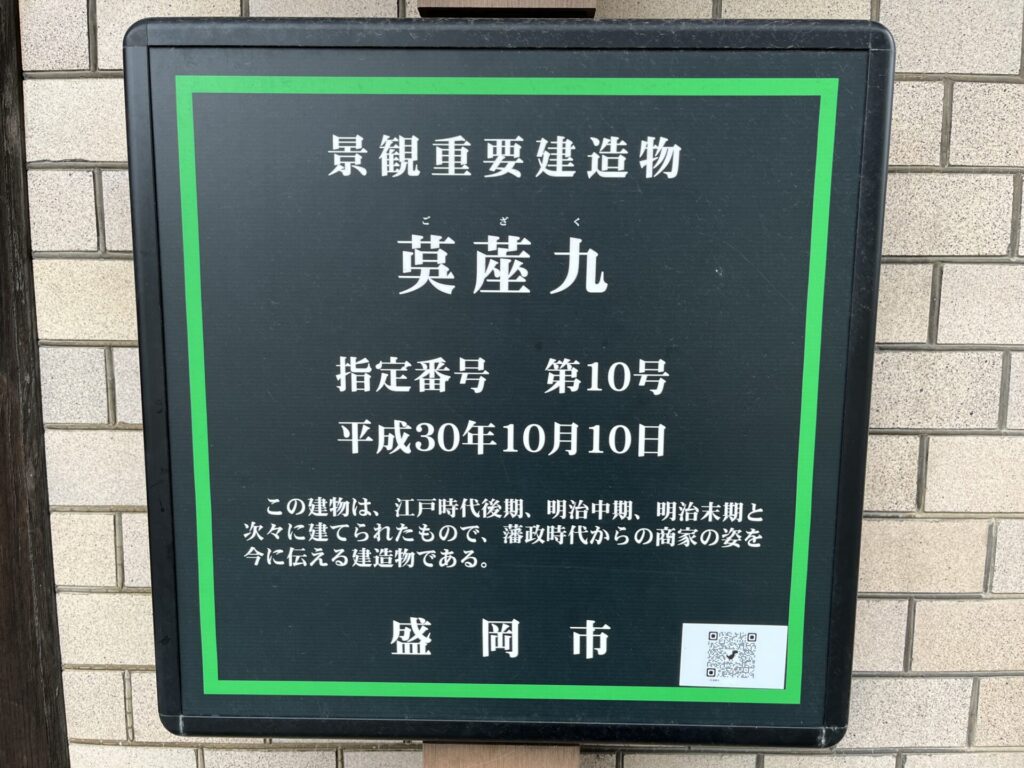 景観重要建造物
ござく
茣蓙九
指定番号　第10号
平成30年10月10日
この建物は、江戸時代後期、明治中期、明治末期と
次々に建てられたもので、藩政時代からの商家の姿を
今に伝える建造物である。
盛岡市